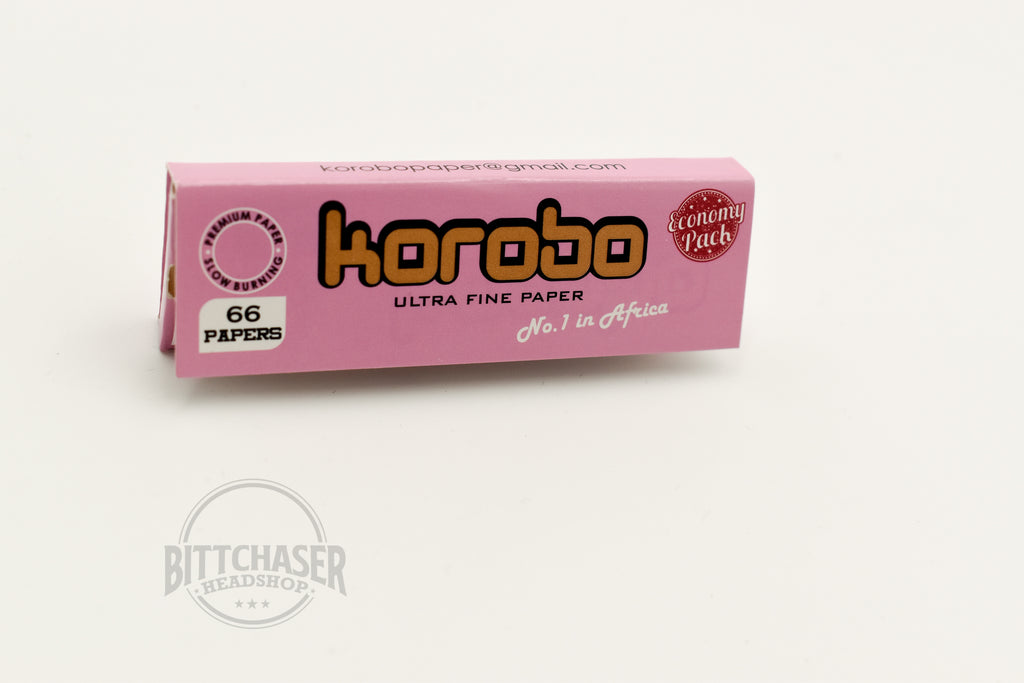 korobopaper@gmail.com
PREMIUM PAPER
SLOW BURNING
korobo
Economy
Pack
ULTRA FINE PAPER
No.1 in Africa
66
PAPERS
BITTCHASER
HEADSHOP